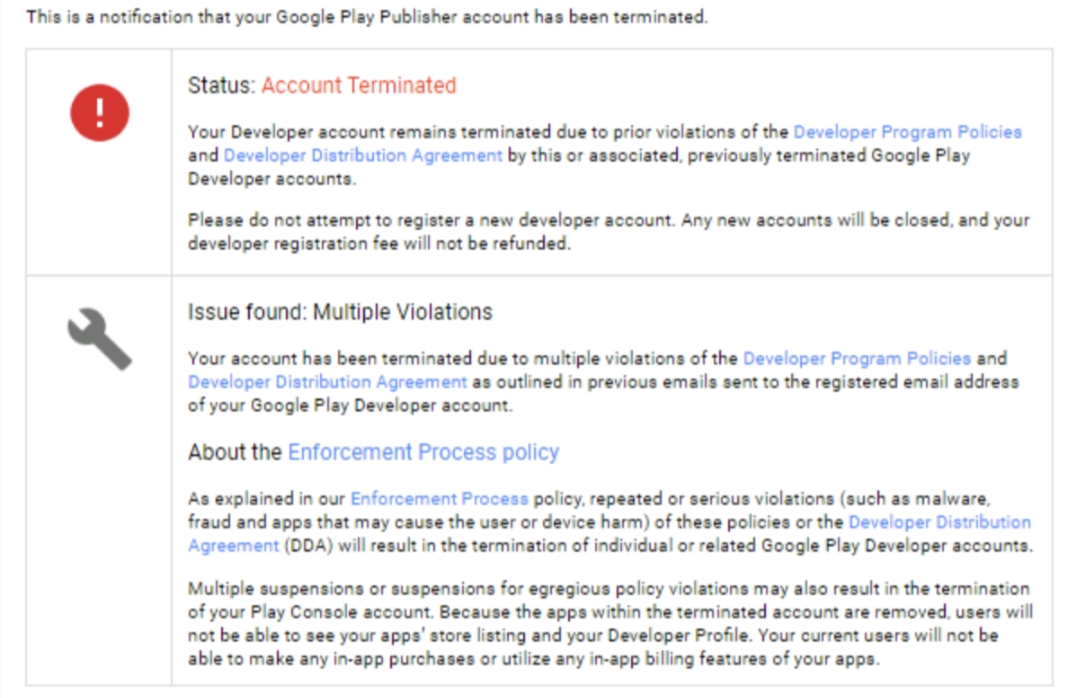 This is a notification that your Google Play Publisher account has been terminated.
Status: Account Terminated
Your Developer account remains terminated due to prior violations of the Developer Program Policies
and Developer Distribution Agreement by this or associated, previously terminated Google Play
Developer accounts.
Please do not attempt to register a new developer account. Any new accounts will be closed, and your
developer registration fee will not be refunded.
Issue found: Multiple Violations
Your account has been terminated due to multiple violations of the Developer Program Policies and
Developer Distribution Agreement as outlined in previous emails sent to the registered email address
of your Google Play Developer account.
About the Enforcement Process policy
As explained in our Enforcement Process policy, repeated or serious violations (such as malware,
fraud and apps that may cause the user or device harm) of these policies or the Developer Distribution
Agreement (DDA) will result in the termination of individual or related Google Play Developer accounts.
Multiple suspensions or suspensions for egregious policy violations may also result in the termination
of your Play Console account. Because the apps within the terminated account are removed, users will
not be able to see your apps' store listing and your Developer Profile. Your current users will not be
able to make any in-app purchases or utilize any in-app billing features of your apps.